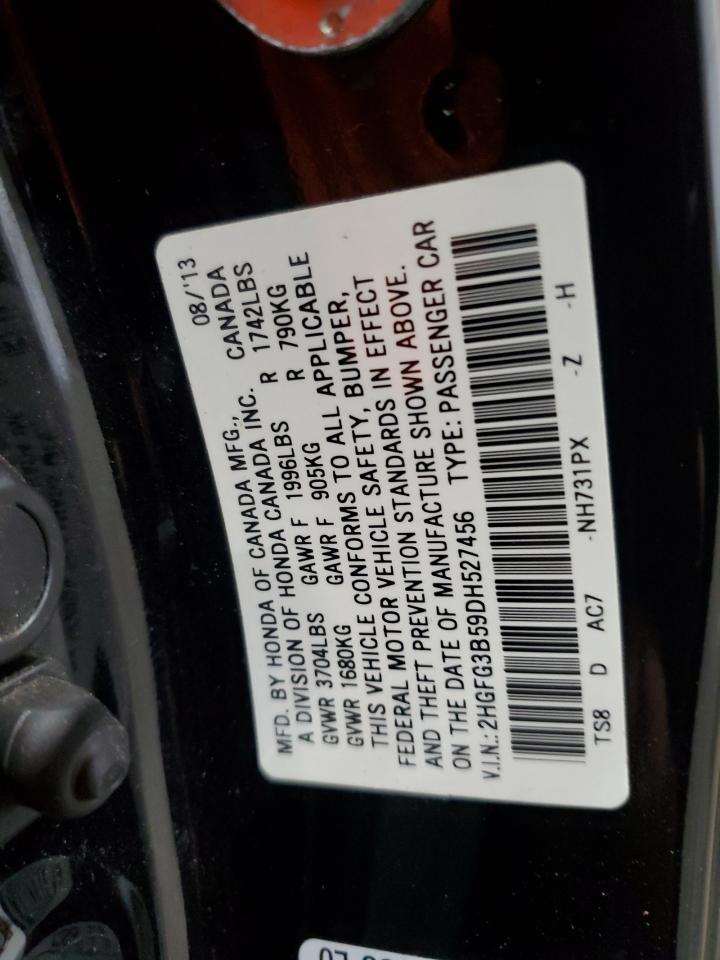 MFD. BY HONDA OF CANADA MFG., 08/'13
A DIVISION OF HONDA CANADA INC. CANADA
GVWR 3704LBS GAWR F 1996LBS R 1742LBS
GVWR 1680KG GAWR F 905KG R 790KG
THIS VEHICLE CONFORMS TO ALL APPLICABLE
FEDERAL MOTOR VEHICLE SAFETY, BUMPER,
AND THEFT PREVENTION STANDARDS IN EFFECT
ON THE DATE OF MANUFACTURE SHOWN ABOVE.
V.I.N.: 2HGFG3B59DH527456 TYPE: PASSENGER CAR
TS8 D AC7 -NH731PX -Z -H